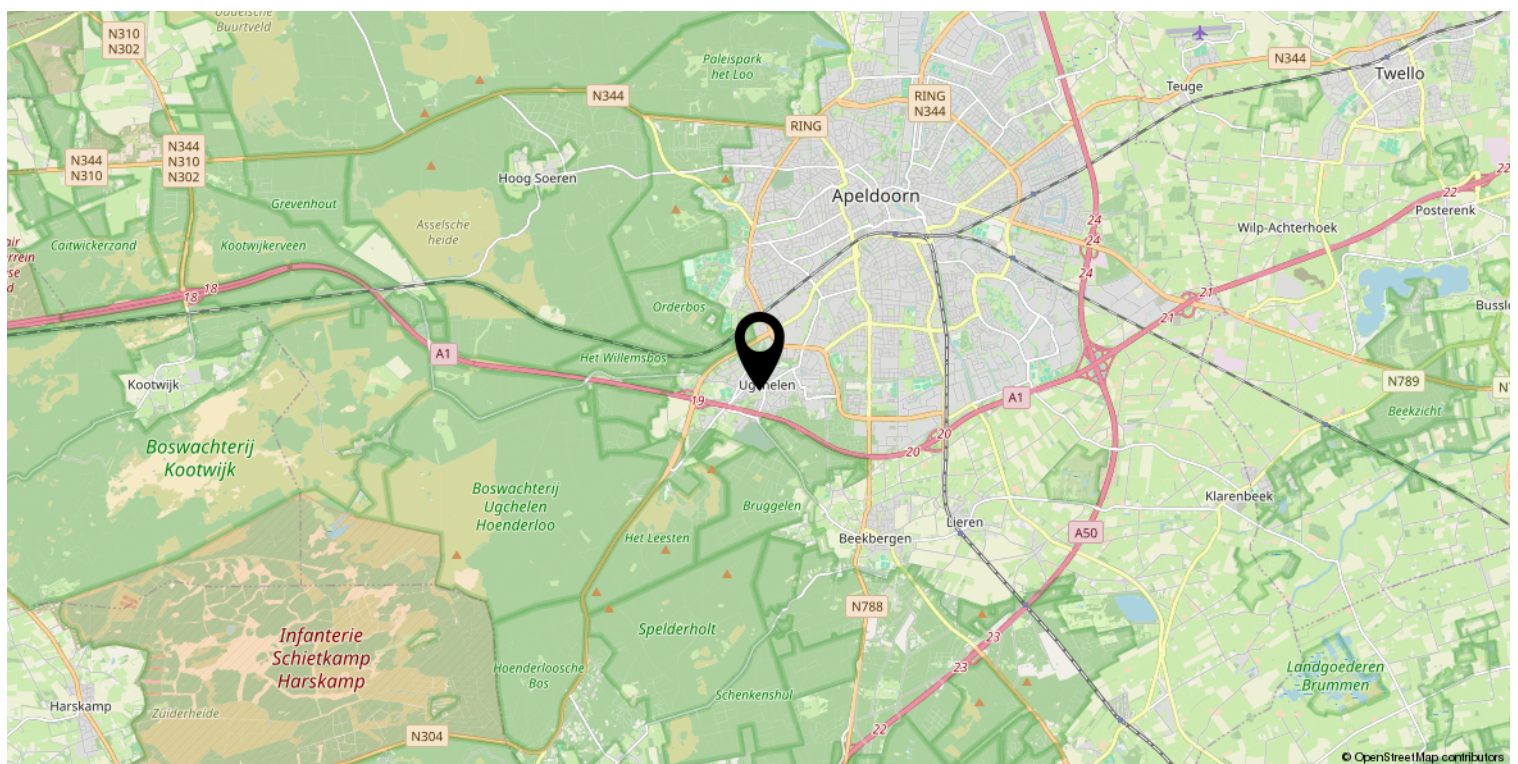 Uddelsche
Buurtveld
N310
N302
Paleispark
het Loo
N344
Twello
Teuge
N344
RING
N344
RING
N344
N310
N302
N344
N310
22
22
Hoog Soeren
Apeldoorn
Grevenhout
Posterenk
Asselsche
heide
24
Wilp-Achterhoek
Caitwickerzand
Kootwijkerveen
24
24
18
18
21
21
Orderbos
Bussl
A1
Het Willemsbos
Kootwijk
Ugchelen
N789
A1
19
Beekzicht
Boswachterij
Kootwijk
20
20
Boswachterij
Ugchelen
Hoenderloo
Klarenbeek
Bruggelen
Lieren
A50
Het Leesten
Beekbergen
N788
Spelderholt
Infanterie
Schietkamp
Harskamp
23
23
Hoenderloosche
Bos
Landgoederen
Brummen
Schenkenshul
Harskamp
Zuiderheide
22
N304
© OpenStreetMap contributors